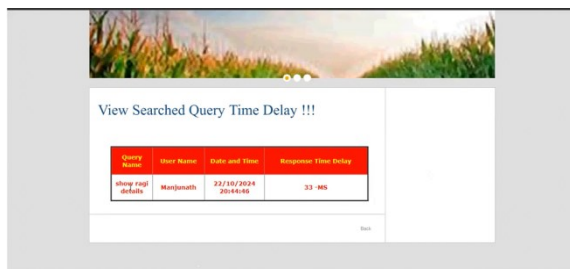 View Searched Query Time Delay !!!
Query Name User Name Date and Time Response Time Delay
show ragi details Manjunath 22/10/2024 20:44:46 33 -MS
Back